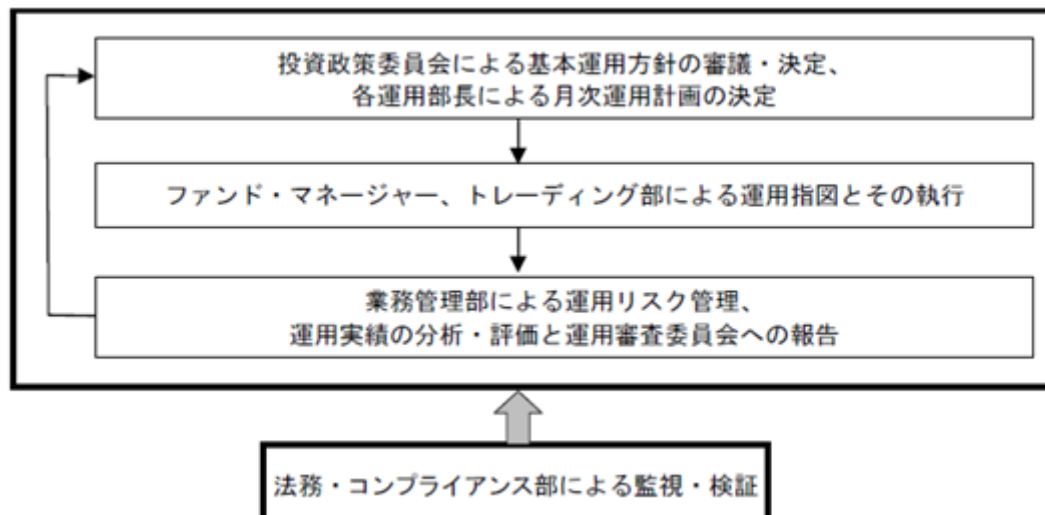 投資政策委員会による基本運用方針の審議・決定、
各運用部長による月次運用計画の決定
ファンド・マネージャー、トレーディング部による運用指図とその執行
業務管理部による運用リスク管理、
運用実績の分析・評価と運用審査委員会への報告
法務・コンプライアンス部による監視・検証